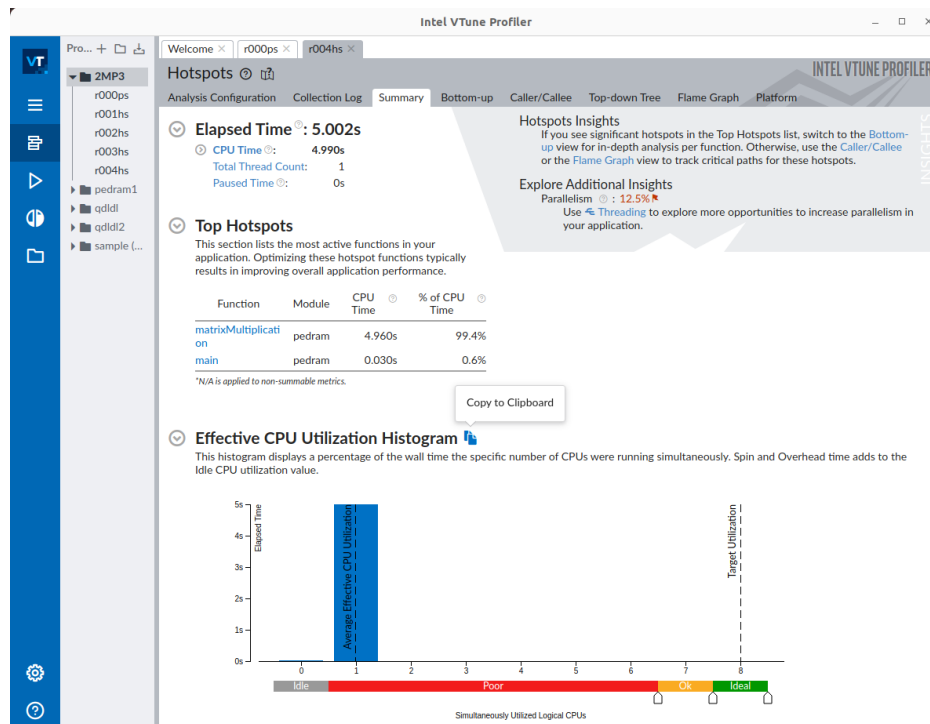 Intel VTune Profiler
VT
Pro...
2MP3
r000ps
r001hs
r002hs
r003hs
r004hs
pedram1
qdldl
qdldl2
sample (...
Welcome
r000ps
r004hs
Hotspots
INTEL VTUNE PROFILER
Analysis Configuration Collection Log Summary Bottom-up Caller/Callee Top-down Tree Flame Graph Platform
Elapsed Time: 5.002s
CPU Time: 4.990s
Total Thread Count: 1
Paused Time: 0s
Hotspots Insights
If you see significant hotspots in the Top Hotspots list, switch to the Bottom-
up view for in-depth analysis per function. Otherwise, use the Caller/Callee
or the Flame Graph view to track critical paths for these hotspots.
Explore Additional Insights
Parallelism : 12.5%
Use Threading to explore more opportunities to increase parallelism in
your application.
INSIGHTS
Top Hotspots
This section lists the most active functions in your
application. Optimizing these hotspot functions typically
results in improving overall application performance.
Function Module CPU Time % of CPU Time
matrixMultiplicati
on pedram 4.960s 99.4%
main pedram 0.030s 0.6%
*N/A is applied to non-summable metrics.
Copy to Clipboard
Effective CPU Utilization Histogram
This histogram displays a percentage of the wall time the specific number of CPUs were running simultaneously. Spin and Overhead time adds to the
Idle CPU utilization value.
Elapsed Time
5s
4s
3s
2s
1s
0s
Average Effective CPU Utilization
Target Utilization
0 1 2 3 4 5 6 7 8
Idle Poor Ok Ideal
Simultaneously Utilized Logical CPUs